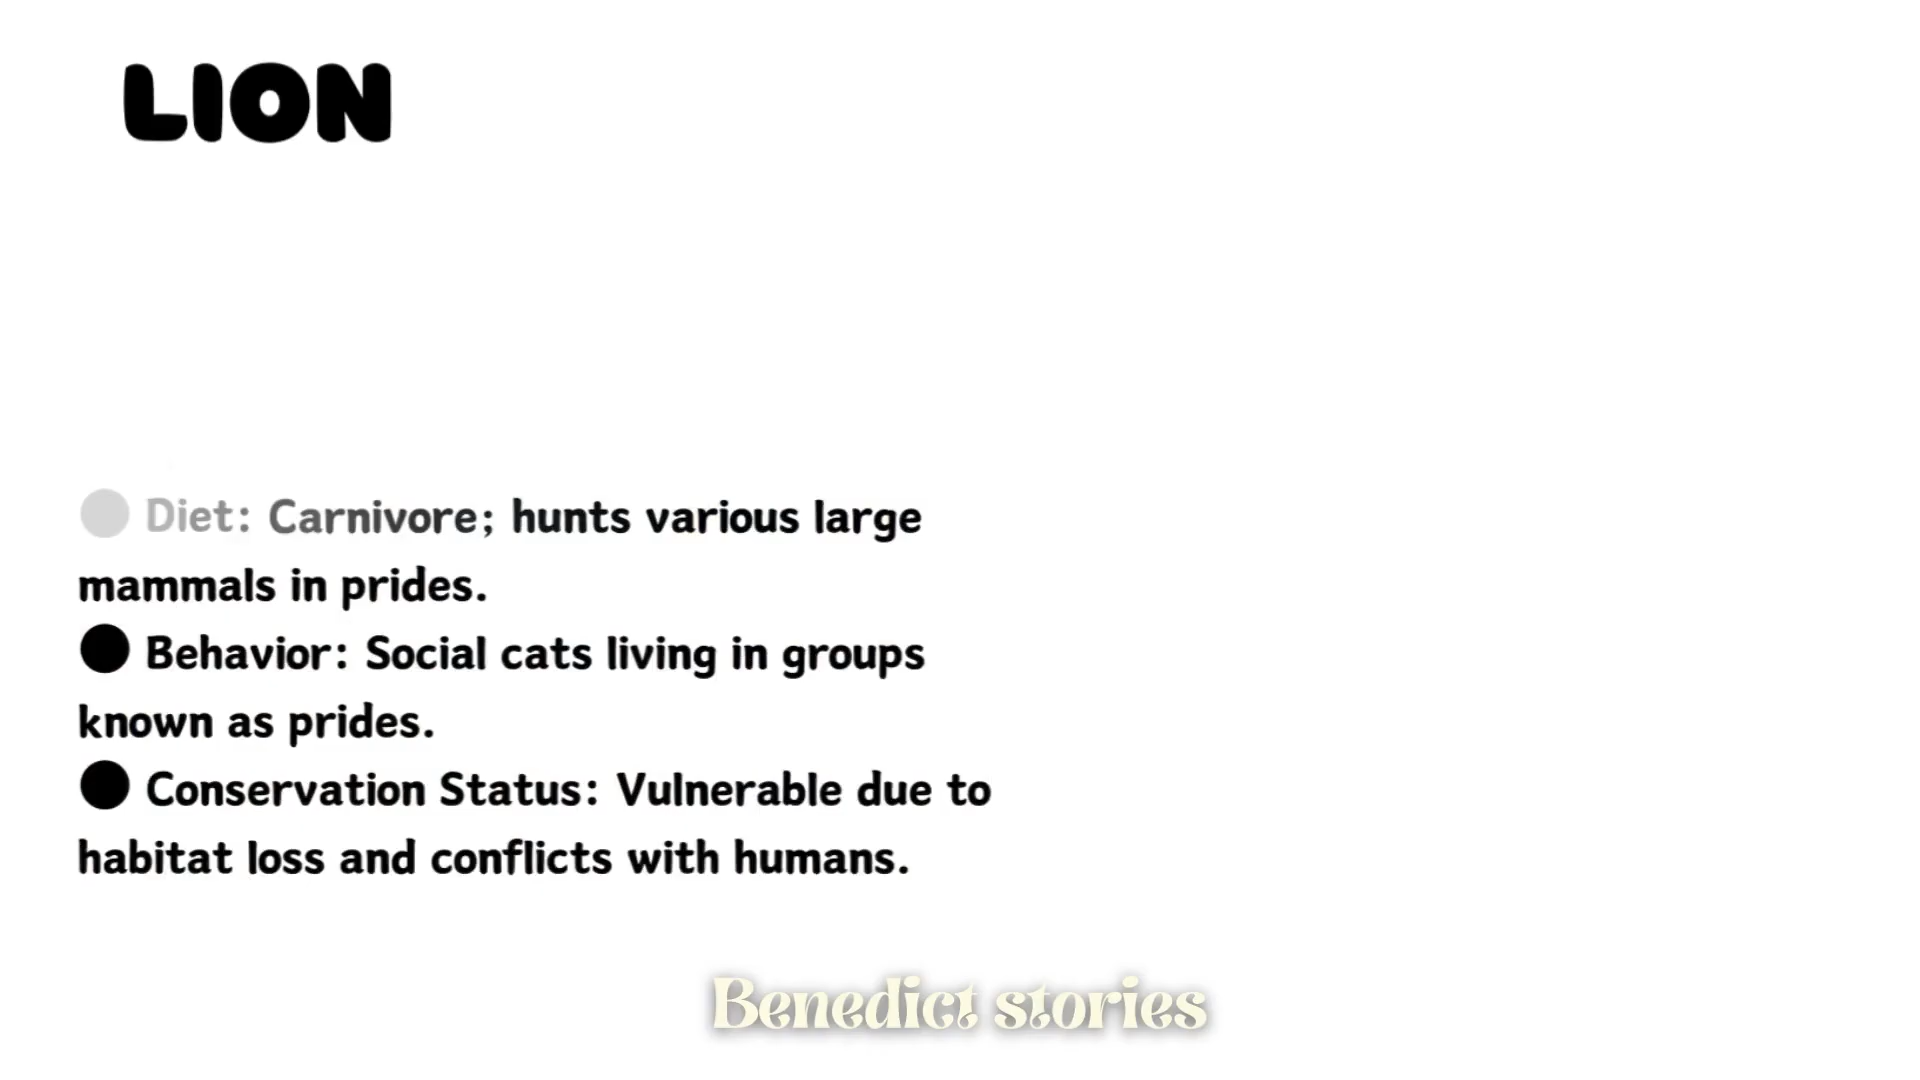 LION
Diet: Carnivore; hunts various large
mammals in prides.
Behavior: Social cats living in groups
known as prides.
Conservation Status: Vulnerable due to
habitat loss and conflicts with humans.
Benedict stories